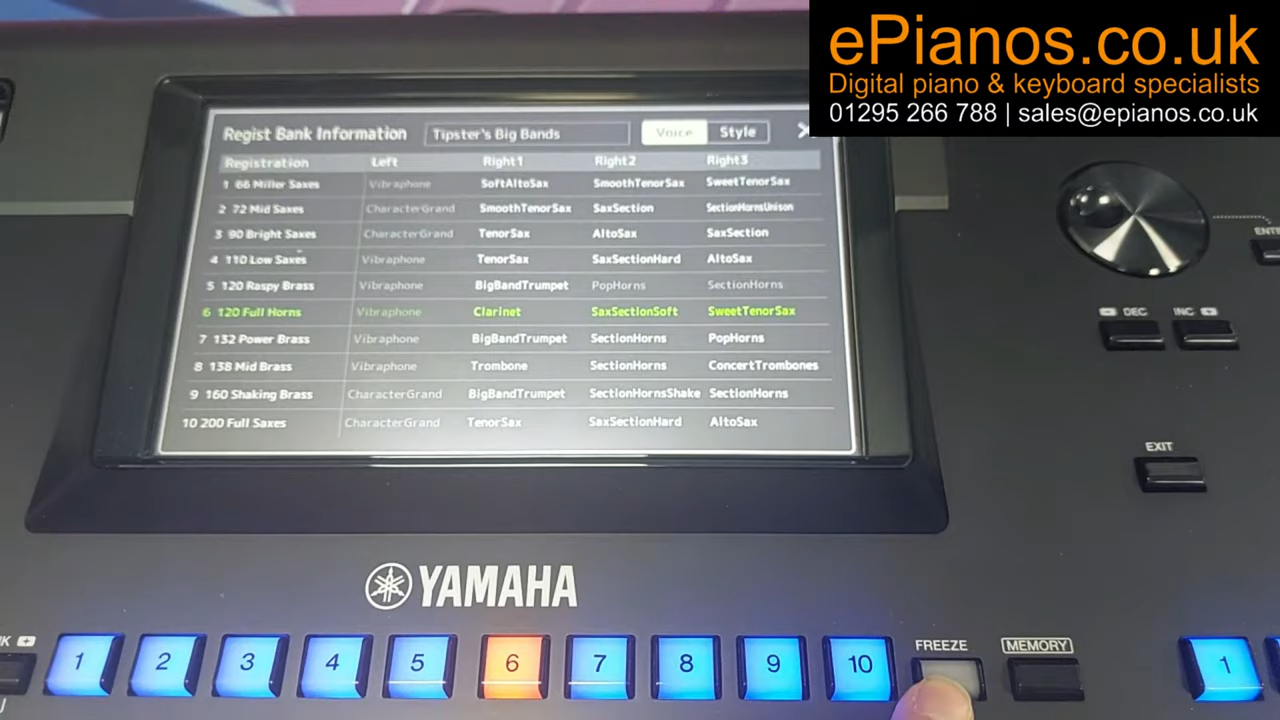 ePianos.co.uk
Digital piano & keyboard specialists
01295 266 788 | sales@epianos.co.uk
Regist Bank Information Tipster's Big Bands Voice Style
Registration Left Right1 Right2 Right3
1 66 Miller Saxes Vibraphone SoftAltoSax SmoothTenorSax SweetTenorSax
2 72 Mid Saxes CharacterGrand SmoothTenorSax SaxSection SectionHornsUnison
3 90 Bright Saxes CharacterGrand TenorSax AltoSax SaxSection
4 110 Low Saxes Vibraphone TenorSax SaxSectionHard AltoSax
5 120 Raspy Brass Vibraphone BigBandTrumpet PopHorns SectionHorns
6 120 Full Horns Vibraphone Clarinet SaxSectionSoft SweetTenorSax
7 132 Power Brass Vibraphone BigBandTrumpet SectionHorns PopHorns
8 138 Mid Brass Vibraphone Trombone SectionHorns ConcertTrombones
9 160 Shaking Brass CharacterGrand BigBandTrumpet SectionHornsShake SectionHorns
10 200 Full Saxes CharacterGrand TenorSax SaxSectionHard AltoSax
DEC INC
EXIT
YAMAHA
FREEZE MEMORY
1 2 3 4 5 6 7 8 9 10 1